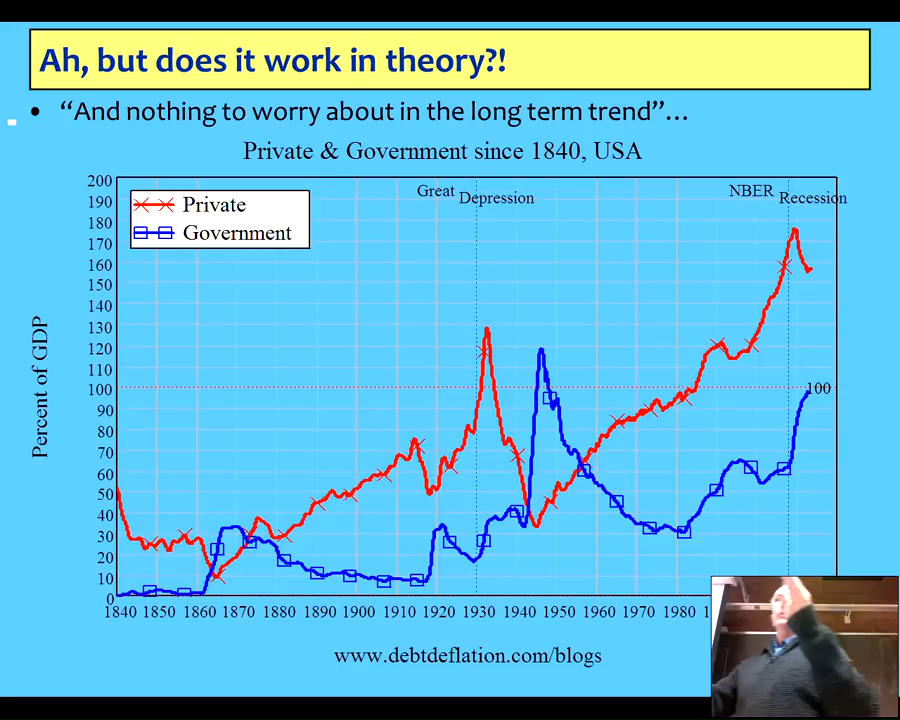 Ah, but does it work in theory?!
• “And nothing to worry about in the long term trend”…
Private & Government since 1840, USA
Great Depression
NBER Recession
Private
Government
Percent of GDP
200
190
180
170
160
150
140
130
120
110
100
90
80
70
60
50
40
30
20
10
0
100
1840 1850 1860 1870 1880 1890 1900 1910 1920 1930 1940 1950 1960 1970 1980
www.debtdeflation.com/blogs